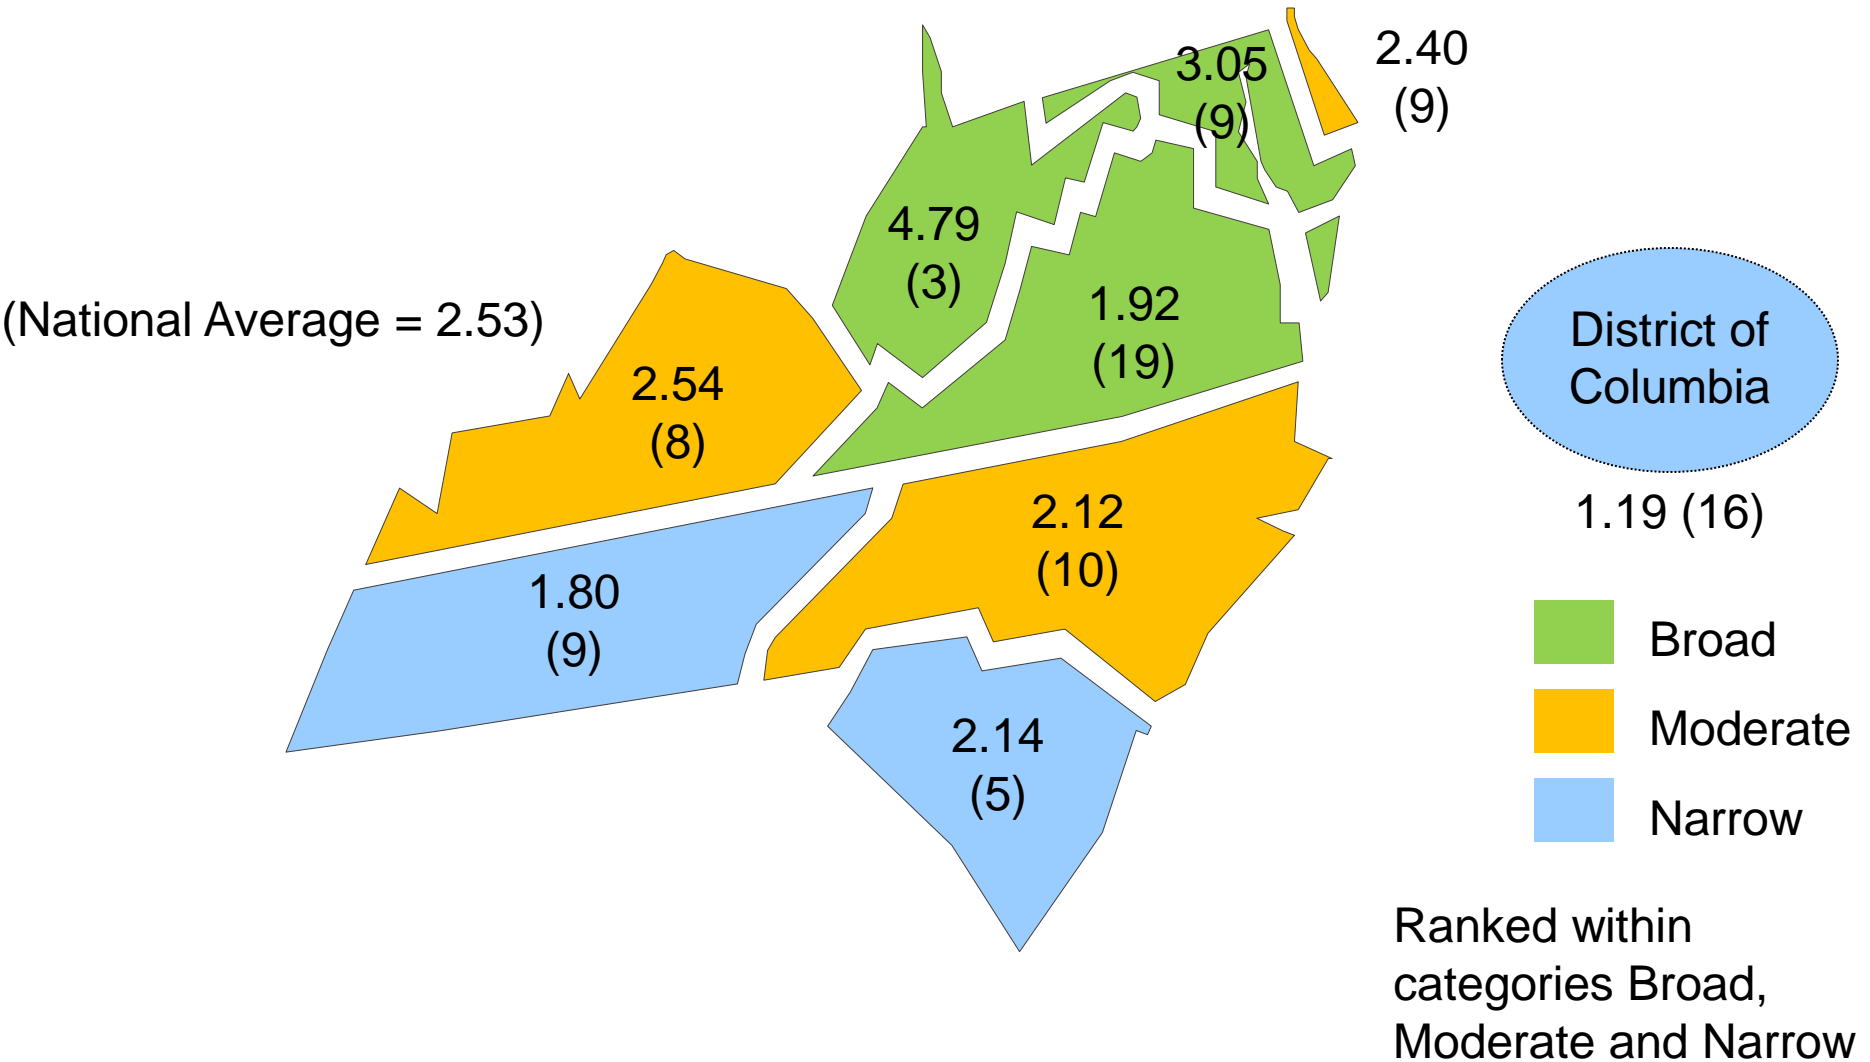 2.40
(9)
3.05
(9)
4.79
(3)
1.92
(19)
(National Average = 2.53)
2.54
(8)
District of
Columbia
1.19 (16)
2.12
(10)
1.80
(9)
2.14
(5)
Broad
Moderate
Narrow
Ranked within
categories Broad,
Moderate and Narrow